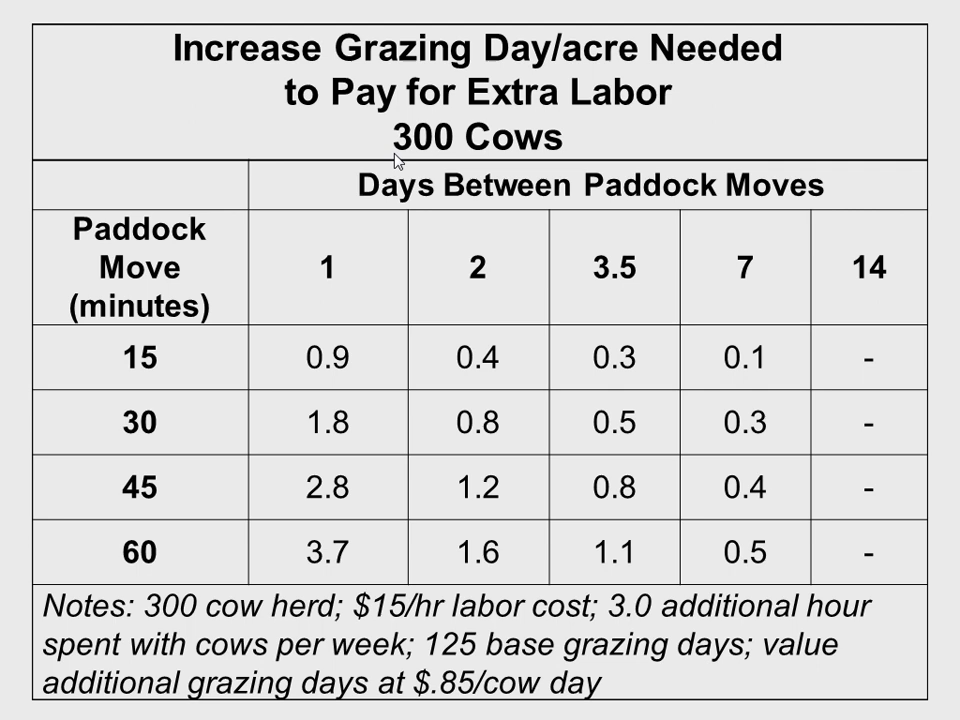 Increase Grazing Day/acre Needed
to Pay for Extra Labor
300 Cows
Days Between Paddock Moves
Paddock
Move
(minutes)
1 2 3.5 7 14
15 0.9 0.4 0.3 0.1 -
30 1.8 0.8 0.5 0.3 -
45 2.8 1.2 0.8 0.4 -
60 3.7 1.6 1.1 0.5 -
Notes: 300 cow herd; $15/hr labor cost; 3.0 additional hour
spent with cows per week; 125 base grazing days; value
additional grazing days at $.85/cow day